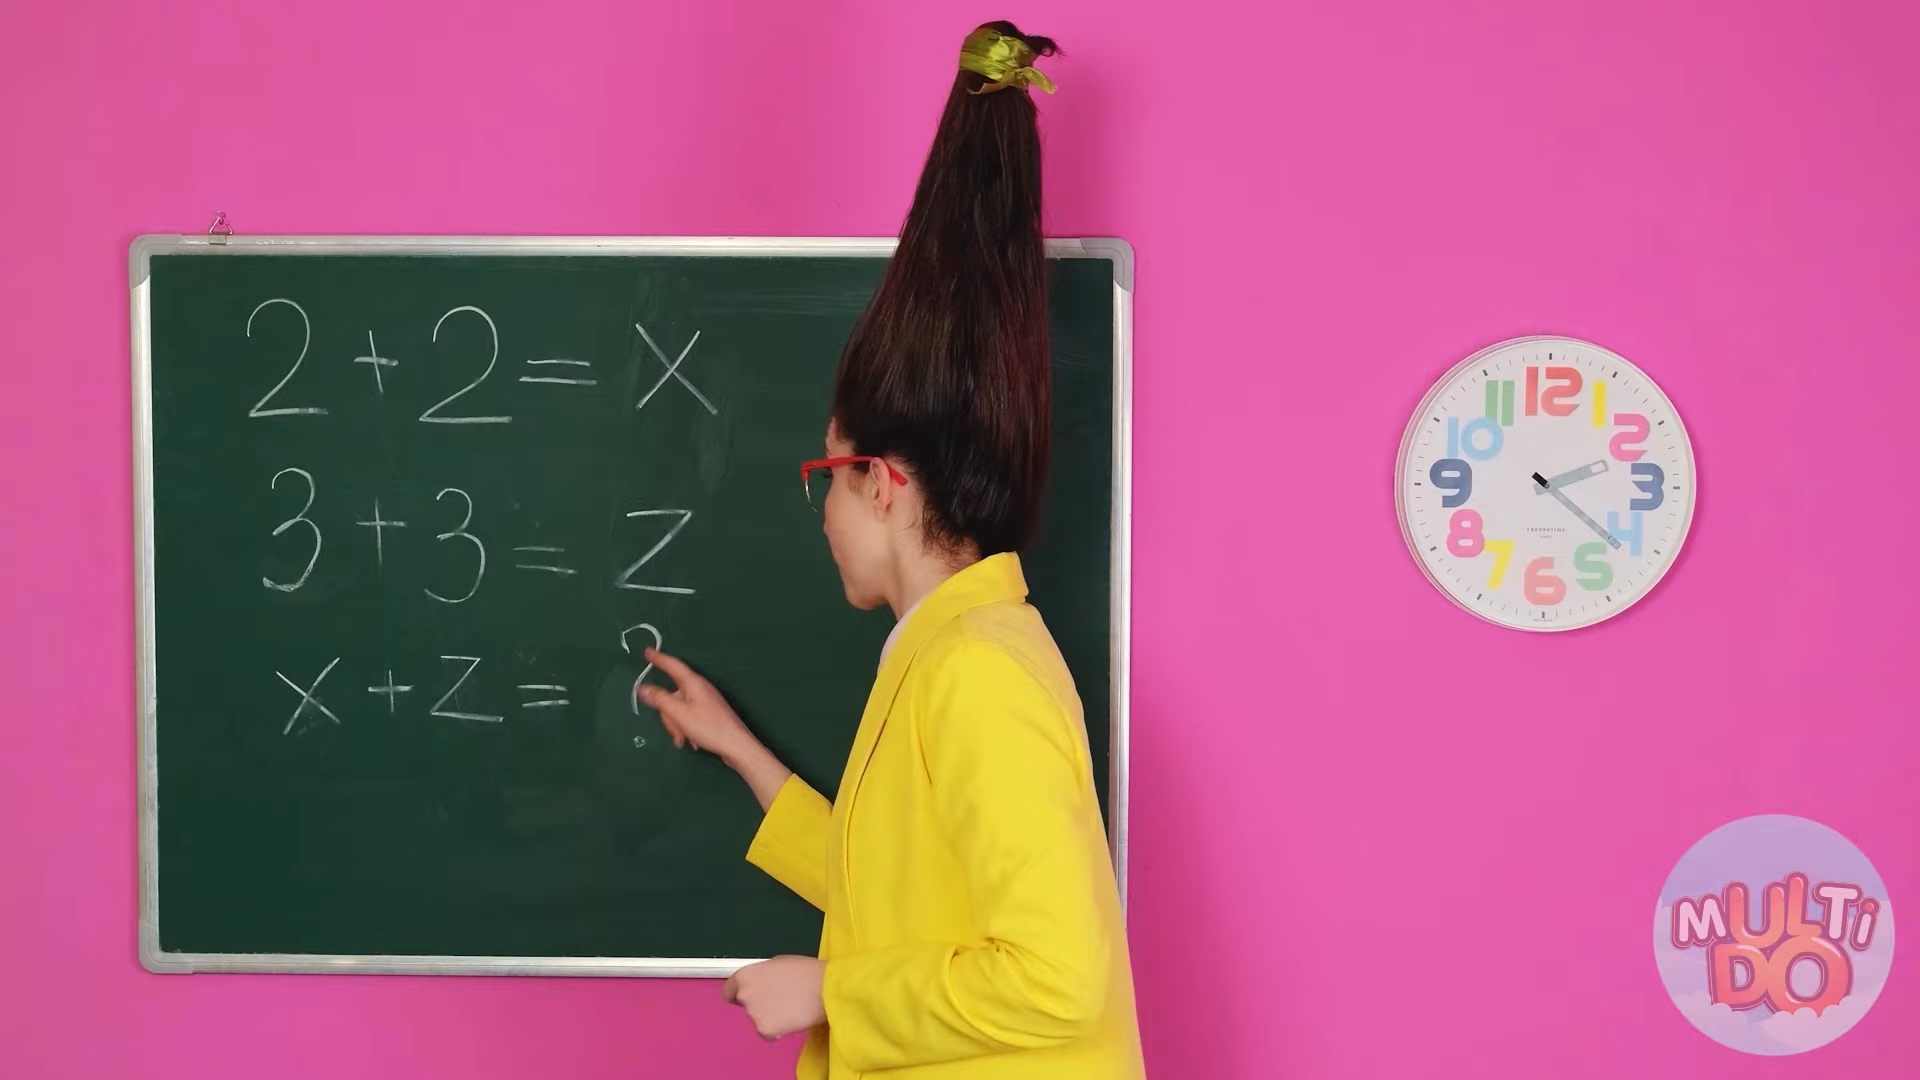 2 + 2 = x
3 + 3 = z
x + z = ?
12
11 1
10 2
9 3
8 4
7 5
6
MULTi
DO